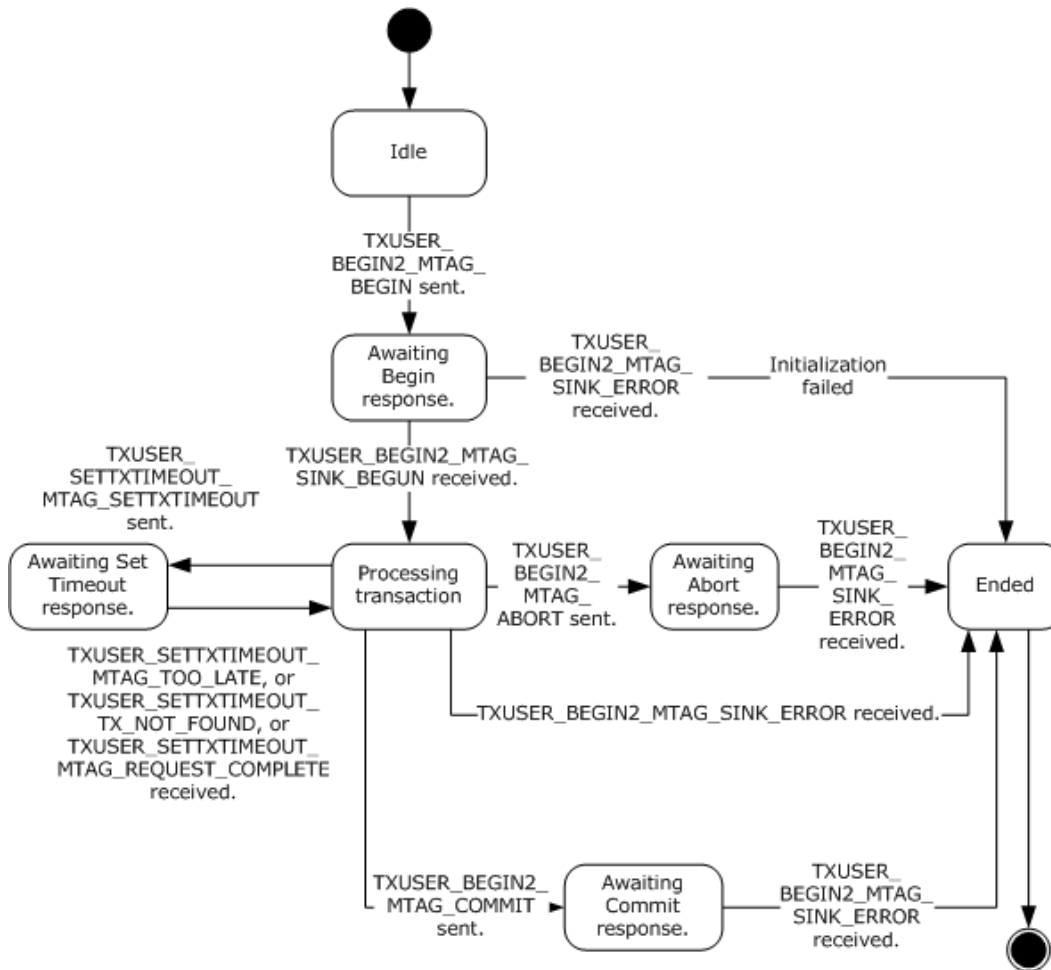 Idle
TXUSER_
BEGIN2_MTAG_
BEGIN sent.
Awaiting
Begin
response.
TXUSER_
BEGIN2_MTAG_
SINK_ERROR
received.
Initialization
failed
TXUSER_BEGIN2_MTAG_
SINK_BEGUN received.
TXUSER_
SETTXTIMEOUT_
MTAG_SETTXTIMEOUT
sent.
Awaiting Set
Timeout
response.
Processing
transaction
TXUSER_
BEGIN2_
MTAG_
ABORT sent.
Awaiting
Abort
response.
TXUSER_
BEGIN2_
MTAG_
SINK_
ERROR
received.
Ended
TXUSER_SETTXTIMEOUT_
MTAG_TOO_LATE, or
TXUSER_SETTXTIMEOUT_
TX_NOT_FOUND, or
TXUSER_SETTXTIMEOUT_
MTAG_REQUEST_COMPLETE
received.
TXUSER_BEGIN2_MTAG_SINK_ERROR received.
TXUSER_BEGIN2_
MTAG_COMMIT
sent.
Awaiting
Commit
response.
TXUSER_
BEGIN2_MTAG_
SINK_ERROR
received.